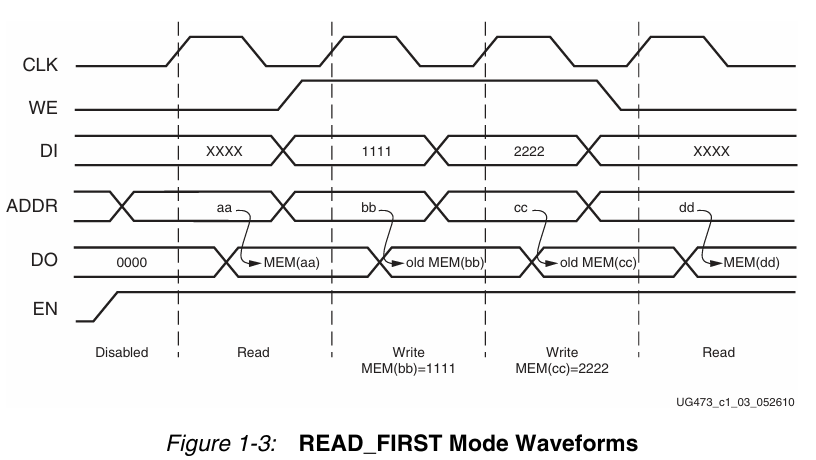 CLK
WE
DI XXXX 1111 2222 XXXX
ADDR aa bb cc dd
DO 0000 MEM(aa) old MEM(bb) old MEM(cc) MEM(dd)
EN
Disabled Read Write Write Read
MEM(bb)=1111 MEM(cc)=2222
UG473_c1_03_052610
Figure 1-3: READ_FIRST Mode Waveforms